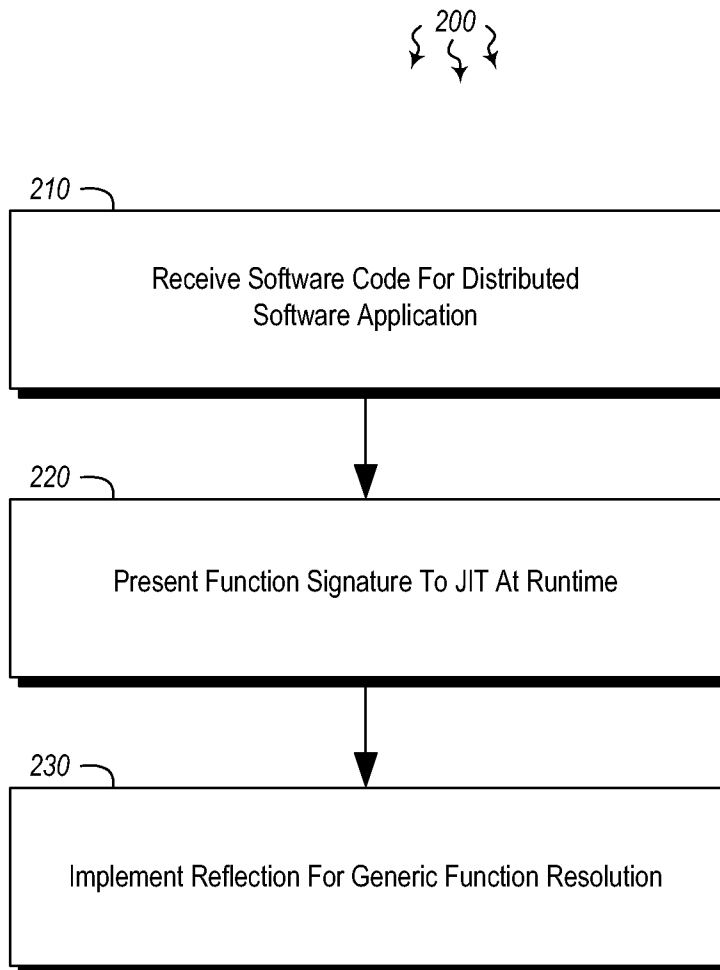 200
210
Receive Software Code For Distributed
Software Application
220
Present Function Signature To JIT At Runtime
230
Implement Reflection For Generic Function Resolution